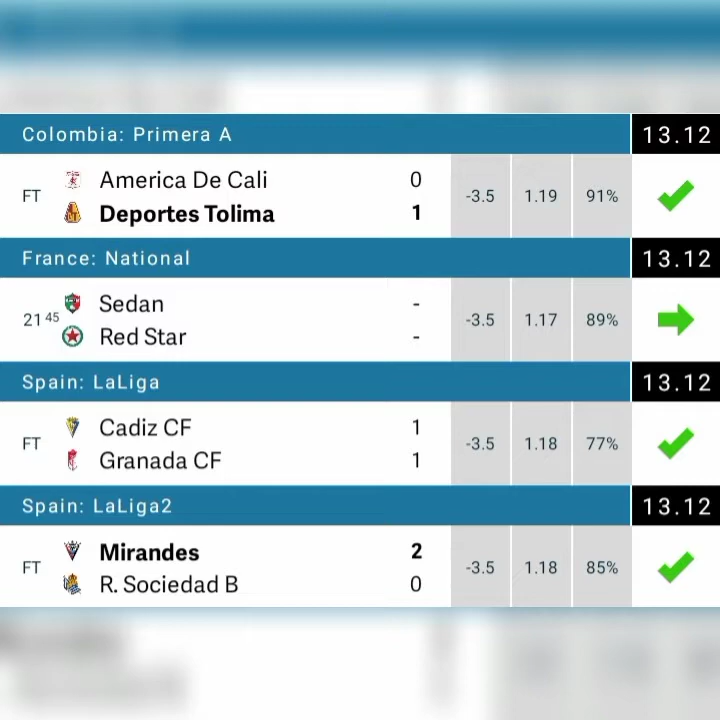 Colombia: Primera A 13.12
FT America De Cali 0 -3.5 1.19 91%
Deportes Tolima 1
France: National 13.12
21 45 Sedan - -3.5 1.17 89%
Red Star -
Spain: LaLiga 13.12
FT Cadiz CF 1 -3.5 1.18 77%
Granada CF 1
Spain: LaLiga2 13.12
FT Mirandes 2 -3.5 1.18 85%
R. Sociedad B 0